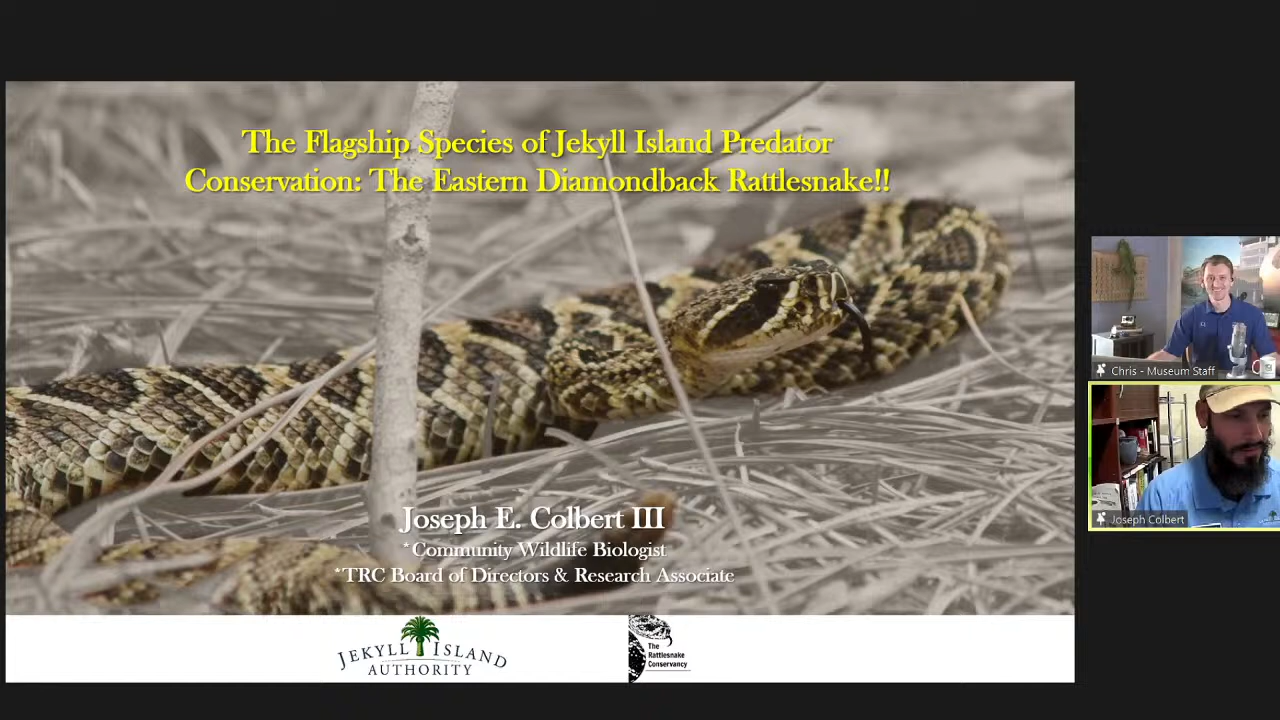 The Flagship Species of Jekyll Island Predator
Conservation: The Eastern Diamondback Rattlesnake!!
Joseph E. Colbert III
*Community Wildlife Biologist
*TRC Board of Directors & Research Associate
JEKYLL ISLAND
AUTHORITY
The
Rattlesnake
Conservancy
Chris - Museum Staff
Joseph Colbert